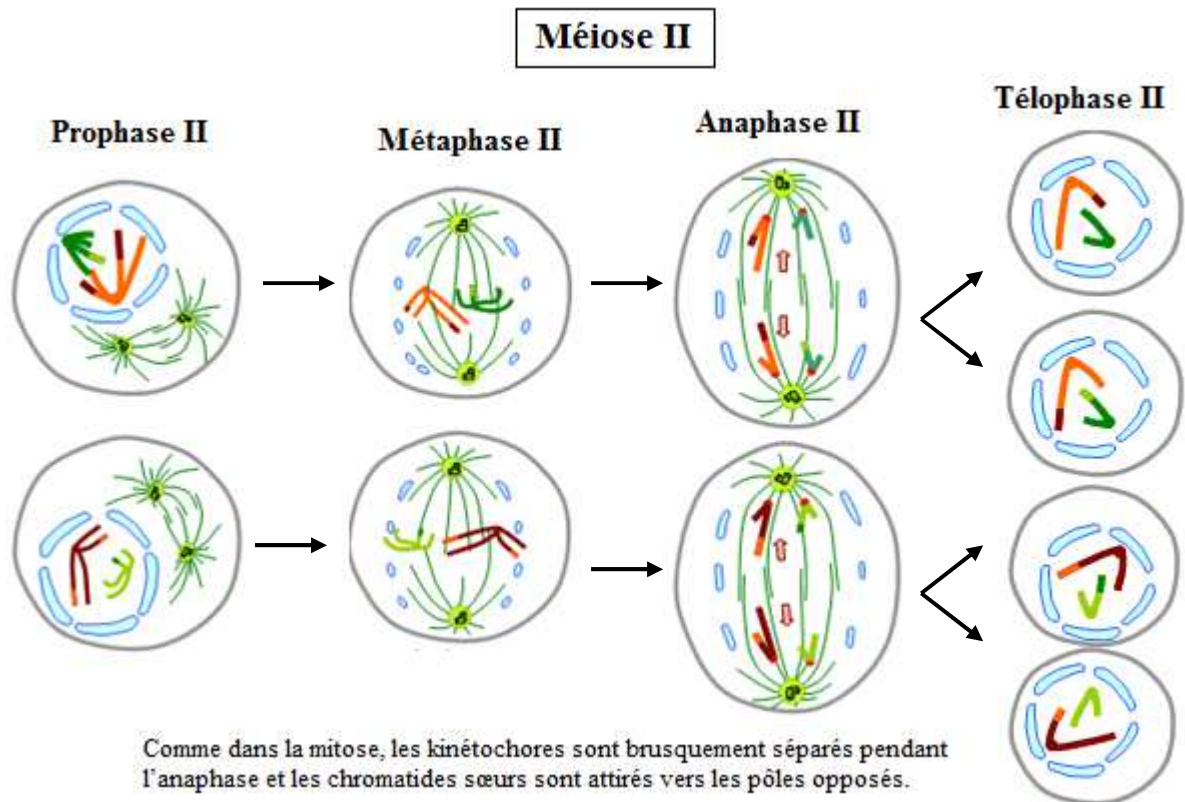 Méiose II
Prophase II
Métaphase II
Anaphase II
Télophase II
Comme dans la mitose, les kinétochores sont brusquement séparés pendant
l’anaphase et les chromatides sœurs sont attirés vers les pôles opposés.